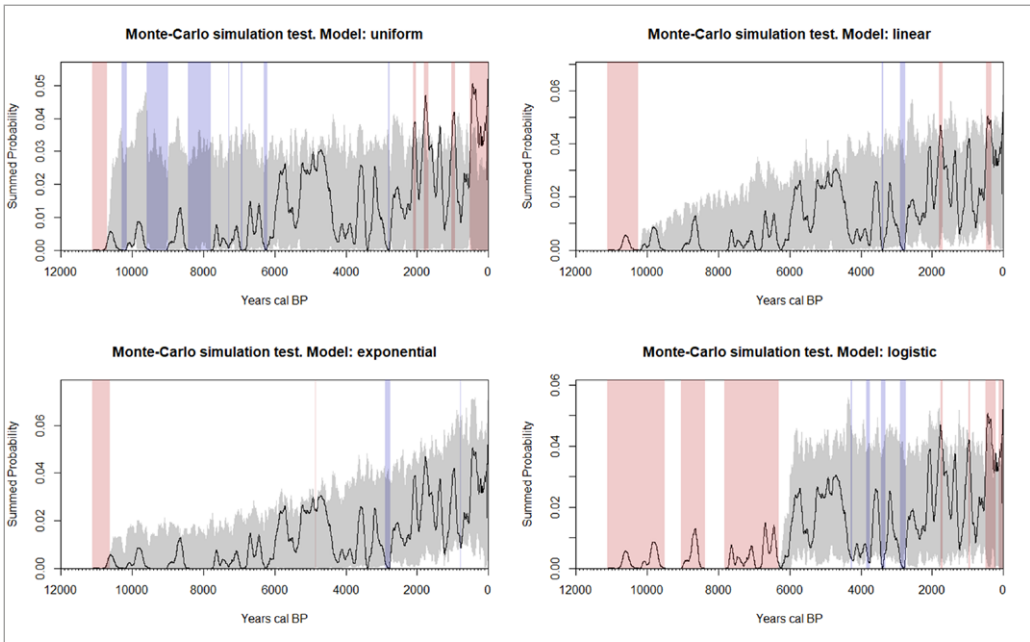 Monte-Carlo simulation test. Model: uniform
Summed Probability
0.00 0.01 0.02 0.03 0.04 0.05
12000 10000 8000 6000 4000 2000 0
Years cal BP
Monte-Carlo simulation test. Model: linear
Summed Probability
0.00 0.02 0.04 0.06
12000 10000 8000 6000 4000 2000 0
Years cal BP
Monte-Carlo simulation test. Model: exponential
Summed Probability
0.00 0.02 0.04 0.06
12000 10000 8000 6000 4000 2000 0
Years cal BP
Monte-Carlo simulation test. Model: logistic
Summed Probability
0.00 0.02 0.04 0.06
12000 10000 8000 6000 4000 2000 0
Years cal BP